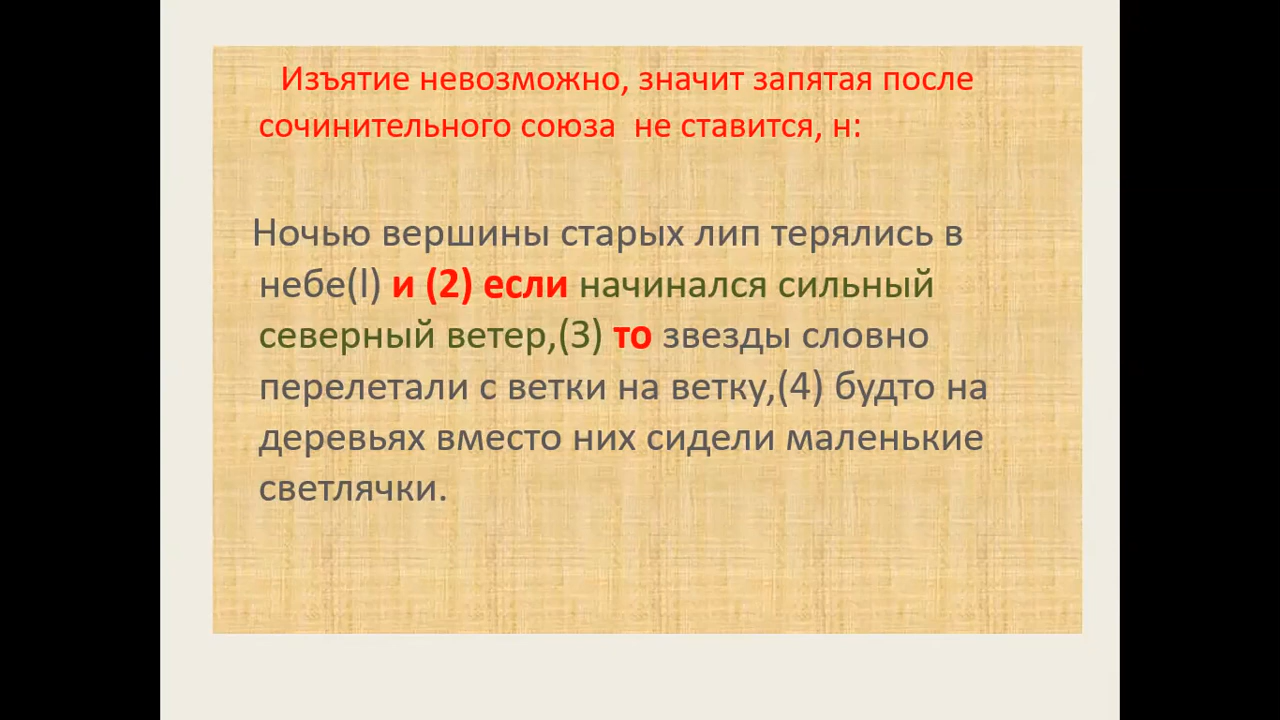 Изъятие невозможно, значит запятая после
сочинительного союза не ставится, н:
Ночью вершины старых лип терялись в
небе(l) и (2) если начинался сильный
северный ветер,(3) то звезды словно
перелетали с ветки на ветку,(4) будто на
деревьях вместо них сидели маленькие
светлячки.